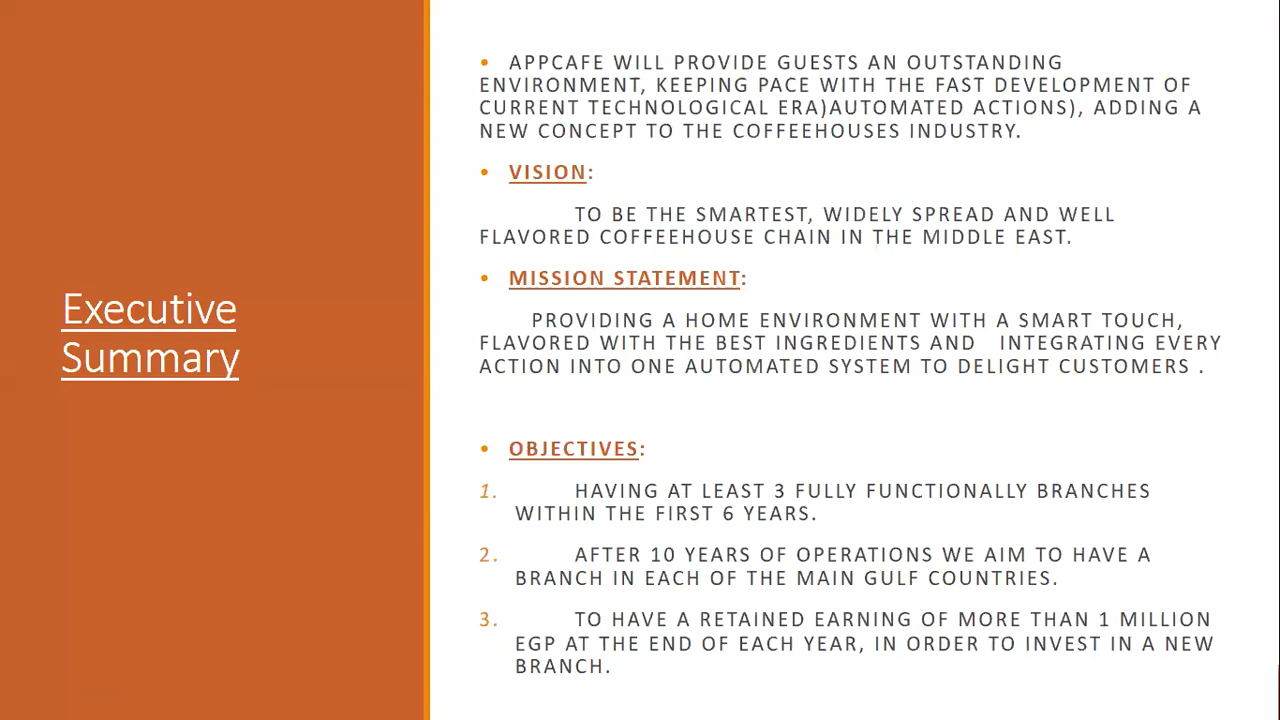 Executive
Summary
• APPCAFE WILL PROVIDE GUESTS AN OUTSTANDING
ENVIRONMENT, KEEPING PACE WITH THE FAST DEVELOPMENT OF
CURRENT TECHNOLOGICAL ERA)AUTOMATED ACTIONS), ADDING A
NEW CONCEPT TO THE COFFEEHOUSES INDUSTRY.
• VISION:
TO BE THE SMARTEST, WIDELY SPREAD AND WELL
FLAVORED COFFEEHOUSE CHAIN IN THE MIDDLE EAST.
• MISSION STATEMENT:
PROVIDING A HOME ENVIRONMENT WITH A SMART TOUCH,
FLAVORED WITH THE BEST INGREDIENTS AND INTEGRATING EVERY
ACTION INTO ONE AUTOMATED SYSTEM TO DELIGHT CUSTOMERS .
• OBJECTIVES:
1. HAVING AT LEAST 3 FULLY FUNCTIONALLY BRANCHES
WITHIN THE FIRST 6 YEARS.
2. AFTER 10 YEARS OF OPERATIONS WE AIM TO HAVE A
BRANCH IN EACH OF THE MAIN GULF COUNTRIES.
3. TO HAVE A RETAINED EARNING OF MORE THAN 1 MILLION
EGP AT THE END OF EACH YEAR, IN ORDER TO INVEST IN A NEW
BRANCH.